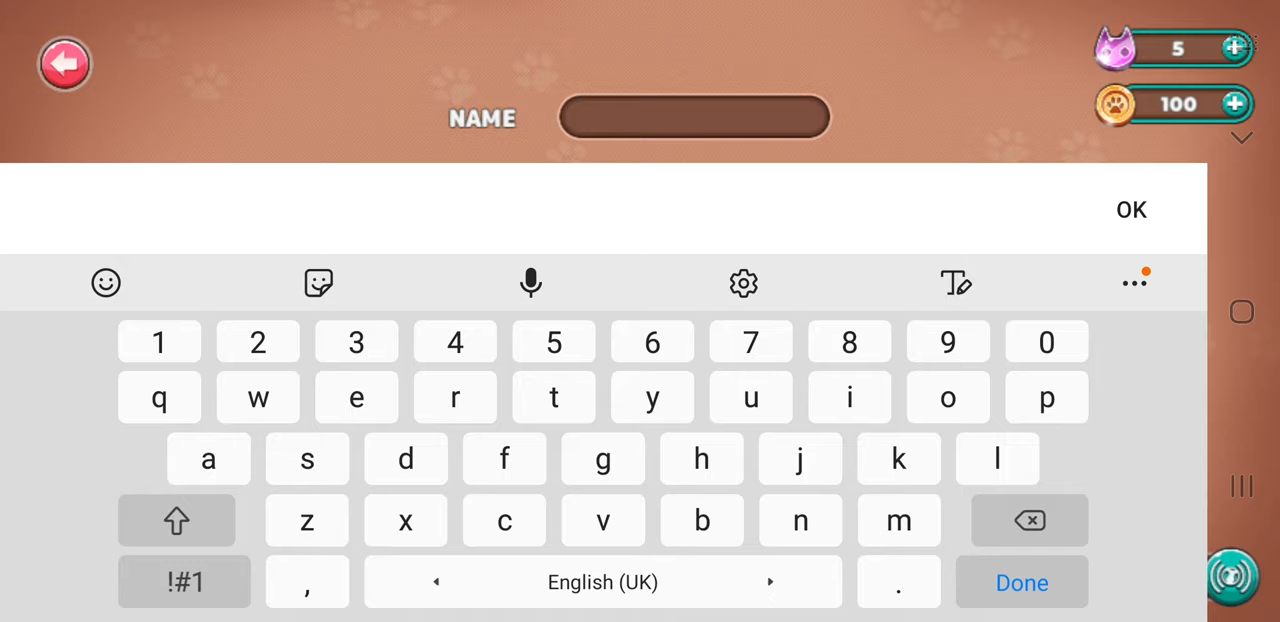 5
100
NAME
OK
1 2 3 4 5 6 7 8 9 0
q w e r t y u i o p
a s d f g h j k l
z x c v b n m
!#1 , English (UK) . Done